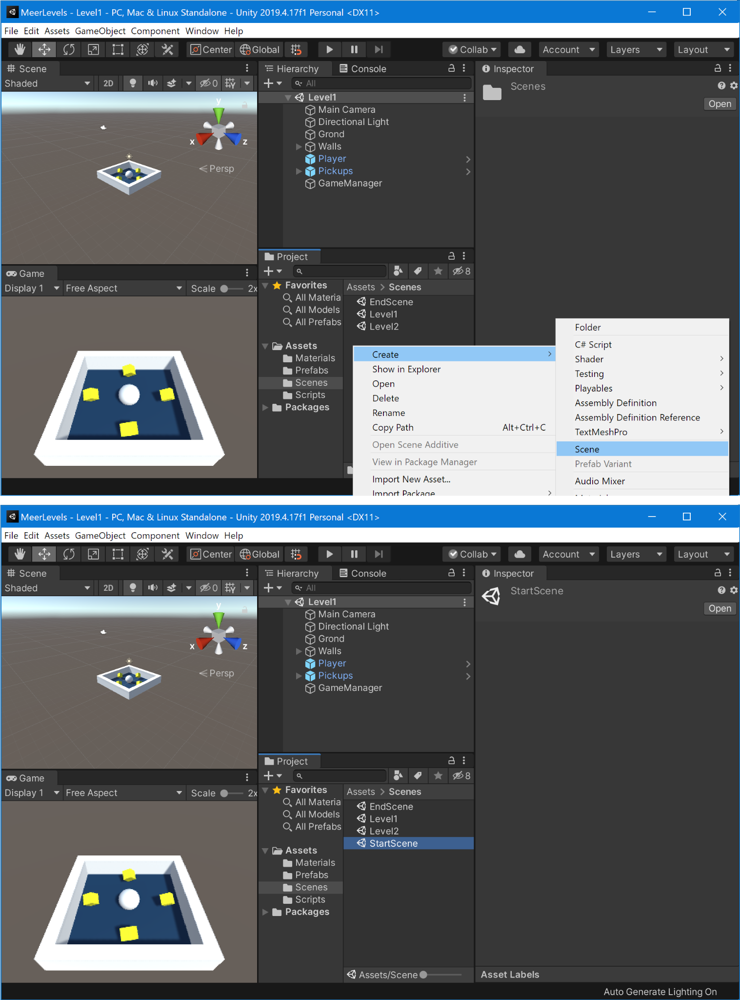 MeerLevels - Level1 - PC, Mac & Linux Standalone - Unity 2019.4.17f1 Personal <DX11>
File Edit Assets GameObject Component Window Help
Center Global Collab Account Layers Layout
Scene
Shaded 2D 0
y
x z
Persp
Hierarchy Console
All
Level1
Main Camera
Directional Light
Grond
Walls
Player
Pickups
GameManager
Inspector
Scenes
Open
Game
Display 1 Free Aspect Scale 2x
Project
8
Favorites
All Materia
All Models
All Prefabs
Assets
Materials
Prefabs
Scenes
Scripts
Packages
Assets > Scenes
EndScene
Level1
Level2
Create
Show in Explorer
Open
Delete
Rename
Copy Path Alt+Ctrl+C
Open Scene Additive
View in Package Manager
Import New Asset...
Import Package
Folder
C# Script
Shader
Testing
Playables
Assembly Definition
Assembly Definition Reference
TextMeshPro
Scene
Prefab Variant
Audio Mixer
MeerLevels - Level1 - PC, Mac & Linux Standalone - Unity 2019.4.17f1 Personal <DX11>
File Edit Assets GameObject Component Window Help
Center Global Collab Account Layers Layout
Scene
Shaded 2D 0
y
x z
Persp
Hierarchy Console
All
Level1
Main Camera
Directional Light
Grond
Walls
Player
Pickups
GameManager
Inspector
StartScene
Open
Game
Display 1 Free Aspect Scale 2x
Project
8
Favorites
All Materia
All Models
All Prefabs
Assets
Materials
Prefabs
Scenes
Scripts
Packages
Assets > Scenes
EndScene
Level1
Level2
StartScene
Assets/Scene
Asset Labels
Auto Generate Lighting On